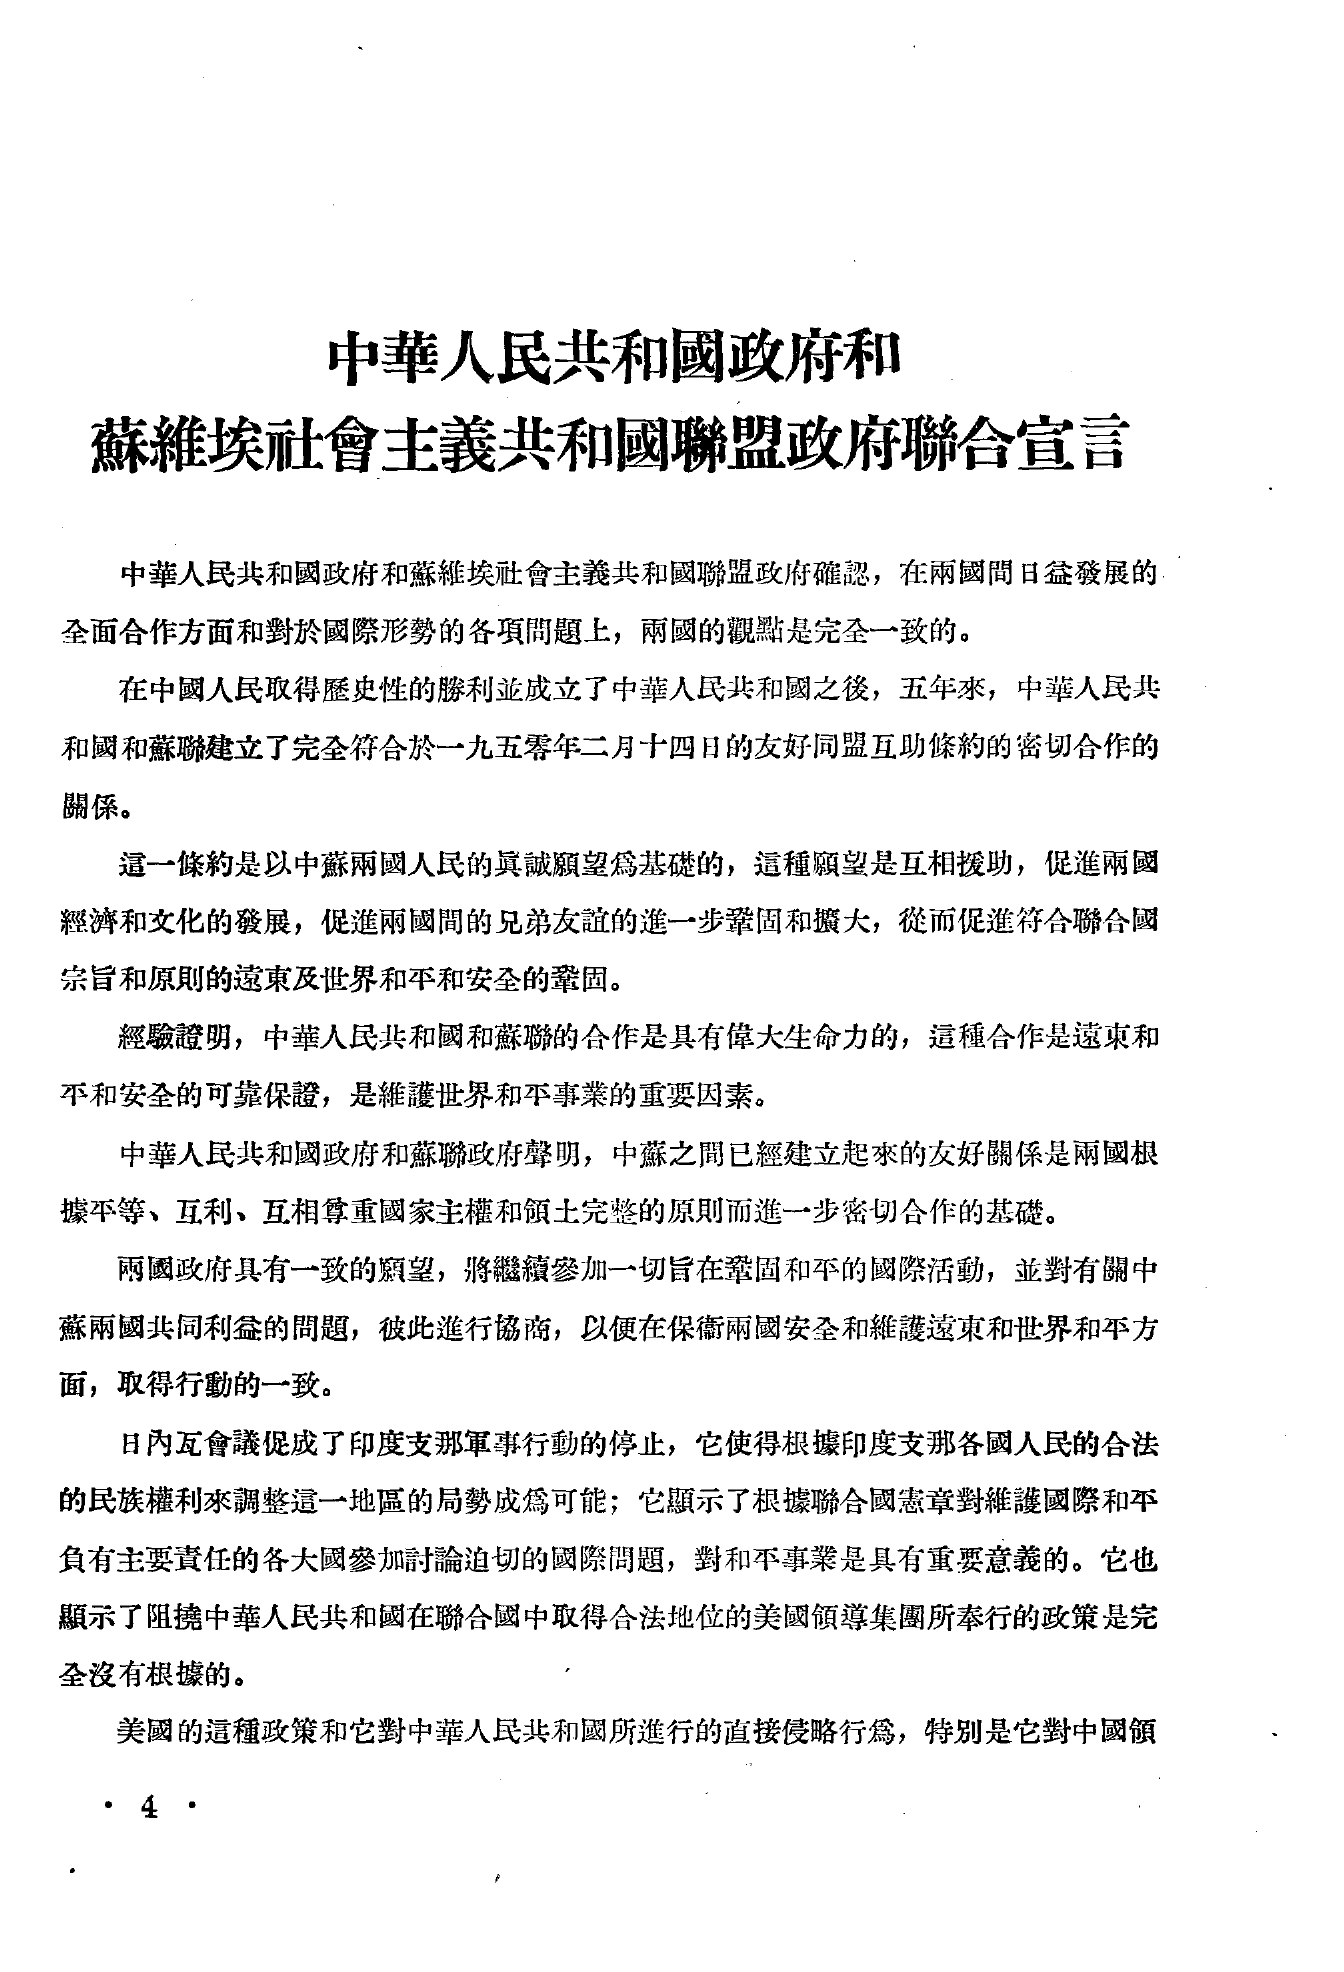 中華人民共和國政府和
蘇維埃社會主義共和國聯盟政府聯合宣言
中華人民共和國政府和蘇維埃社會主義共和國聯盟政府確認，在兩國間日益發展的
全面合作方面和對於國際形勢的各項問題上，兩國的觀點是完全一致的。
在中國人民取得歷史性的勝利並成立了中華人民共和國之後，五年來，中華人民共
和國和蘇聯建立了完全符合於一九五零年二月十四日的友好同盟互助條約的密切合作的
關係。
這一條約是以中蘇兩國人民的眞誠願望爲基礎的，這種願望是互相援助，促進兩國
經濟和文化的發展，促進兩國間的兄弟友誼的進一步鞏固和擴大，從而促進符合聯合國
宗旨和原則的遠東及世界和平和安全的鞏固。
經驗證明，中華人民共和國和蘇聯的合作是具有偉大生命力的，這種合作是遠東和
平和安全的可靠保證，是維護世界和平事業的重要因素。
中華人民共和國政府和蘇聯政府聲明，中蘇之間已經建立起來的友好關係是兩國根
據平等、互利、互相尊重國家主權和領土完整的原則而進一步密切合作的基礎。
兩國政府具有一致的願望，將繼續參加一切旨在鞏固和平的國際活動，並對有關中
蘇兩國共同利益的問題，彼此進行協商，以便在保衞兩國安全和維護遠東和世界和平方
面，取得行動的一致。
日內瓦會議促成了印度支那軍事行動的停止，它使得根據印度支那各國人民的合法
的民族權利來調整這一地區的局勢成爲可能；它顯示了根據聯合國憲章對維護國際和平
負有主要責任的各大國參加討論迫切的國際問題，對和平事業是具有重要意義的。它也
顯示了阻撓中華人民共和國在聯合國中取得合法地位的美國領導集團所奉行的政策是完
全沒有根據的。
美國的這種政策和它對中華人民共和國所進行的直接侵略行爲，特別是它對中國領
· 4 ·